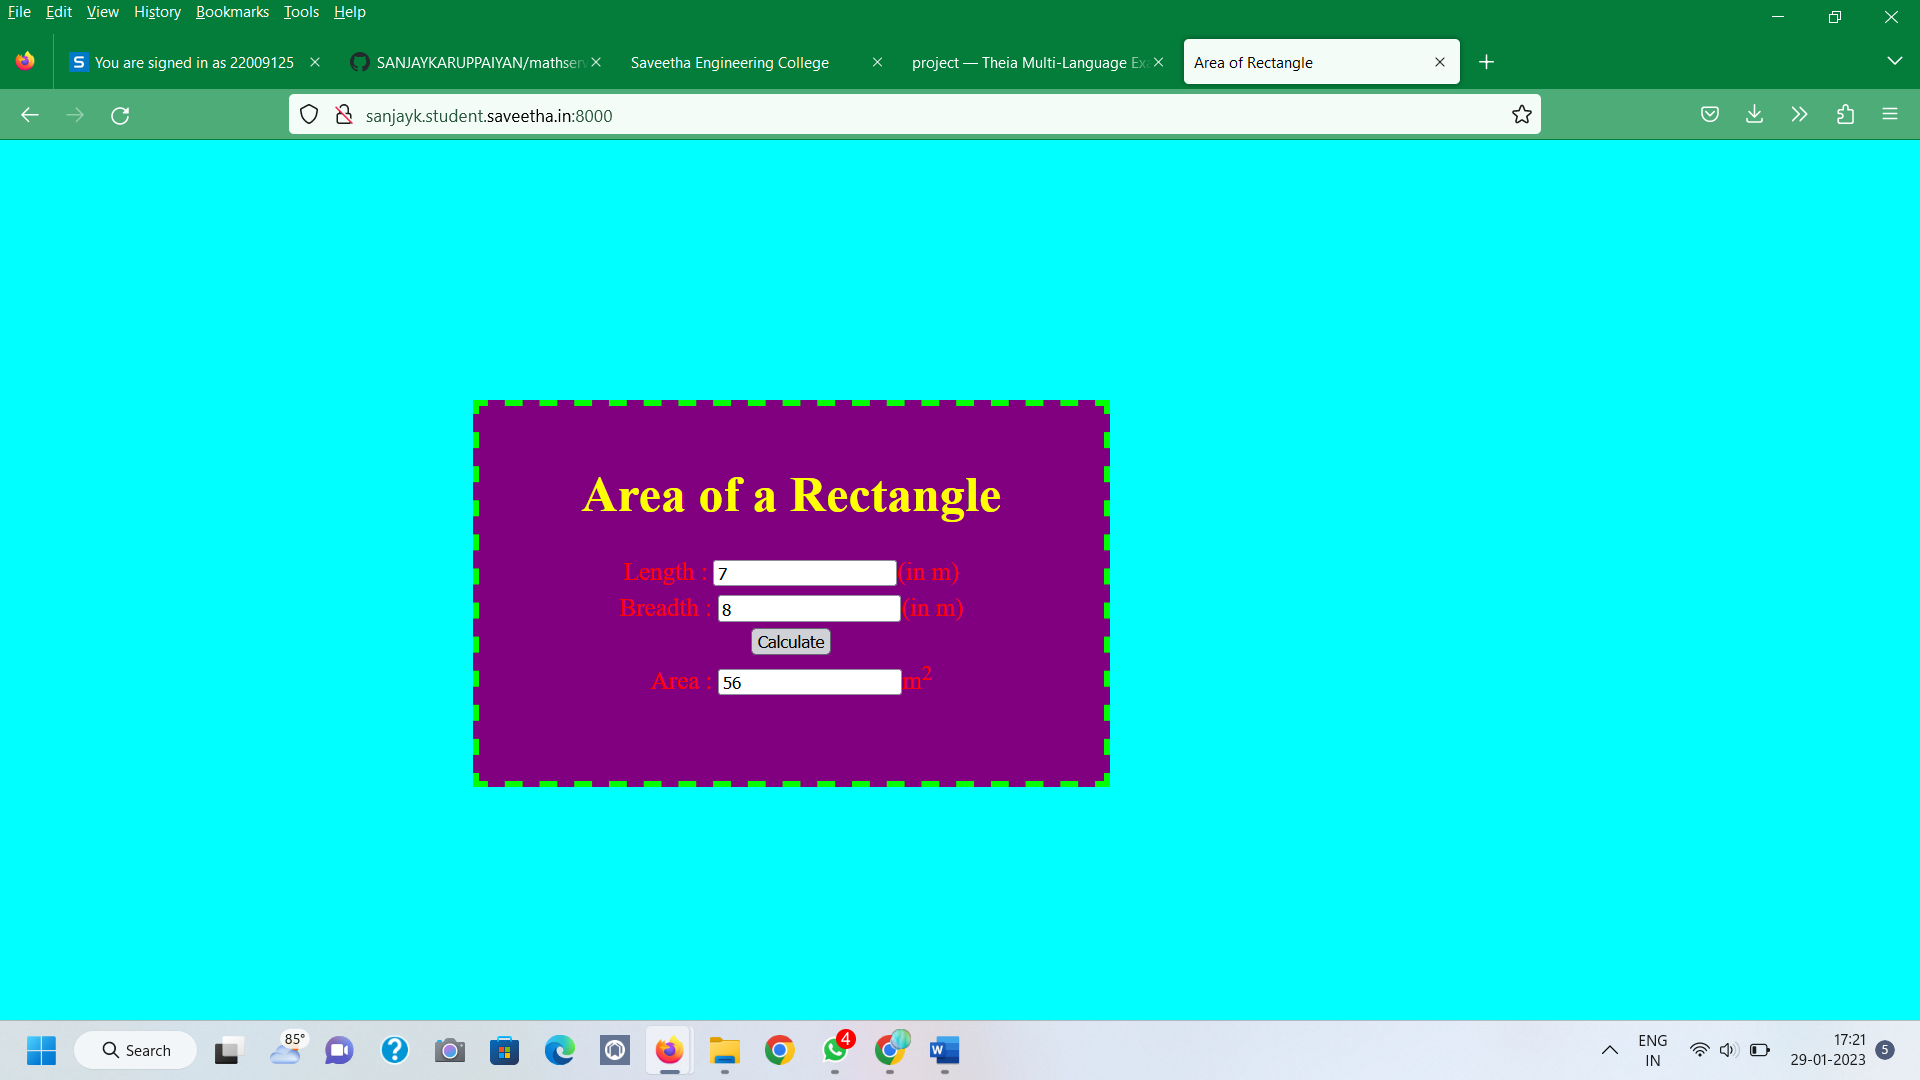 File Edit View History Bookmarks Tools Help
You are signed in as 22009125
SANJAYKARUPPAIYAN/mathser
Saveetha Engineering College
project — Theia Multi-Language Ex
Area of Rectangle
sanjayk.student.saveetha.in:8000
Area of a Rectangle
Length : 7 (in m)
Breadth : 8 (in m)
Calculate
Area : 56 m²
85°
Search
4
W
ENG
IN
17:21
29-01-2023
5